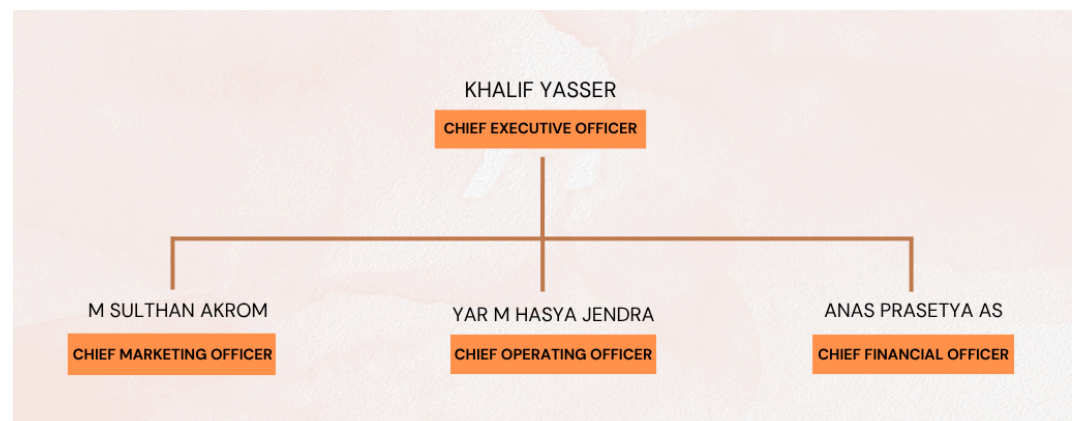 KHALIF YASSER
CHIEF EXECUTIVE OFFICER
M SULTHAN AKROM
CHIEF MARKETING OFFICER
YAR M HASYA JENDRA
CHIEF OPERATING OFFICER
ANAS PRASETYA AS
CHIEF FINANCIAL OFFICER